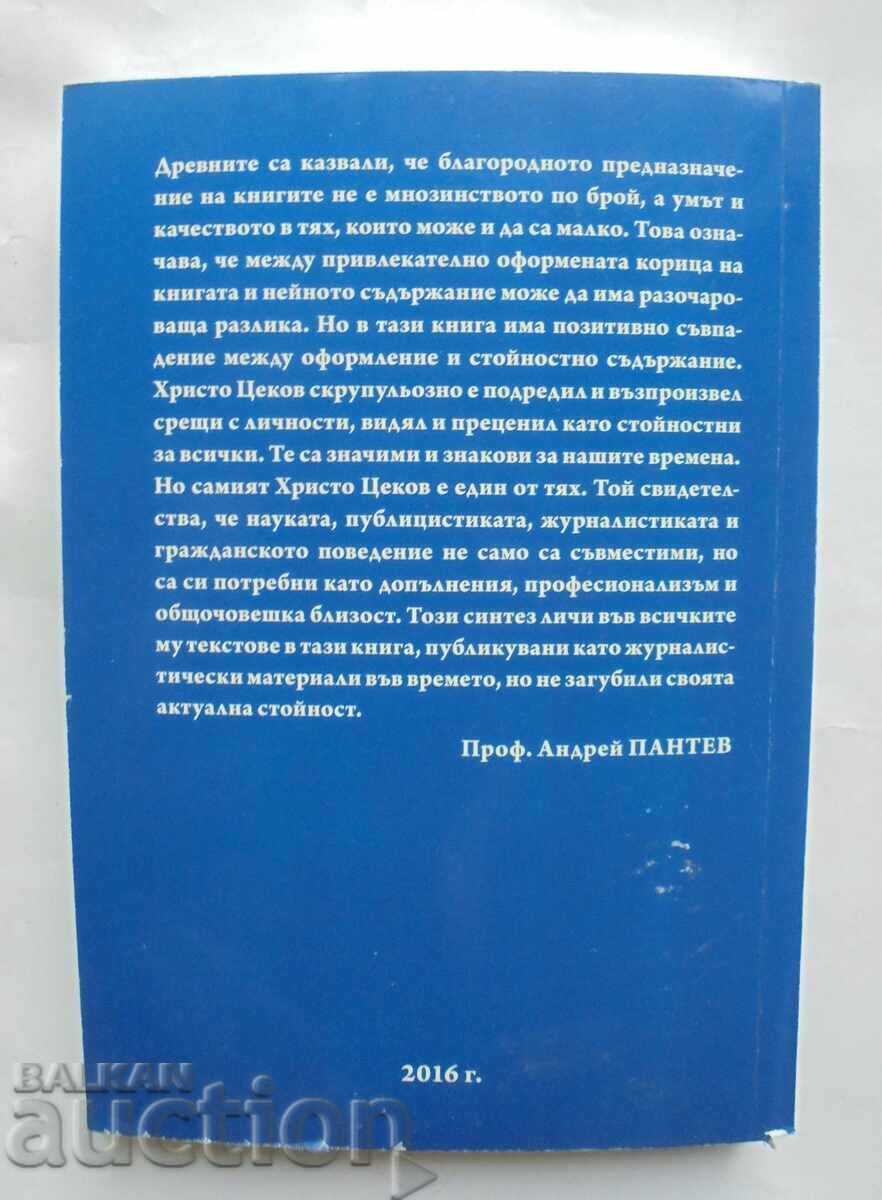 Древните са казвали, че благородното предназначе-
ние на книгите не е мнозинството по брой, а умът и
качеството в тях, които може и да са малко. Това озна-
чава, че между привлекателно оформената корица на
книгата и нейното съдържание може да има разочаро-
ваща разлика. Но в тази книга има позитивно съвпа-
дение между оформление и стойностно съдържание.
Христо Цеков скрупульозно е подредил и възпроизвел
срещи с личности, видял и преценил като стойностни
за всички. Те са значими и знакови за нашите времена.
Но самият Христо Цеков е един от тях. Той свидетел-
ства, че науката, публицистиката, журналистиката и
гражданското поведение не само са съвместими, но
са си потребни като допълнения, професионализъм и
общочовешка близост. Този синтез личи във всичките
му текстове в тази книга, публикувани като журналис-
тически материали във времето, но не загубили своята
актуална стойност.
Проф. Андрей ПАНТЕВ
2016 г.
BALKAN
auction